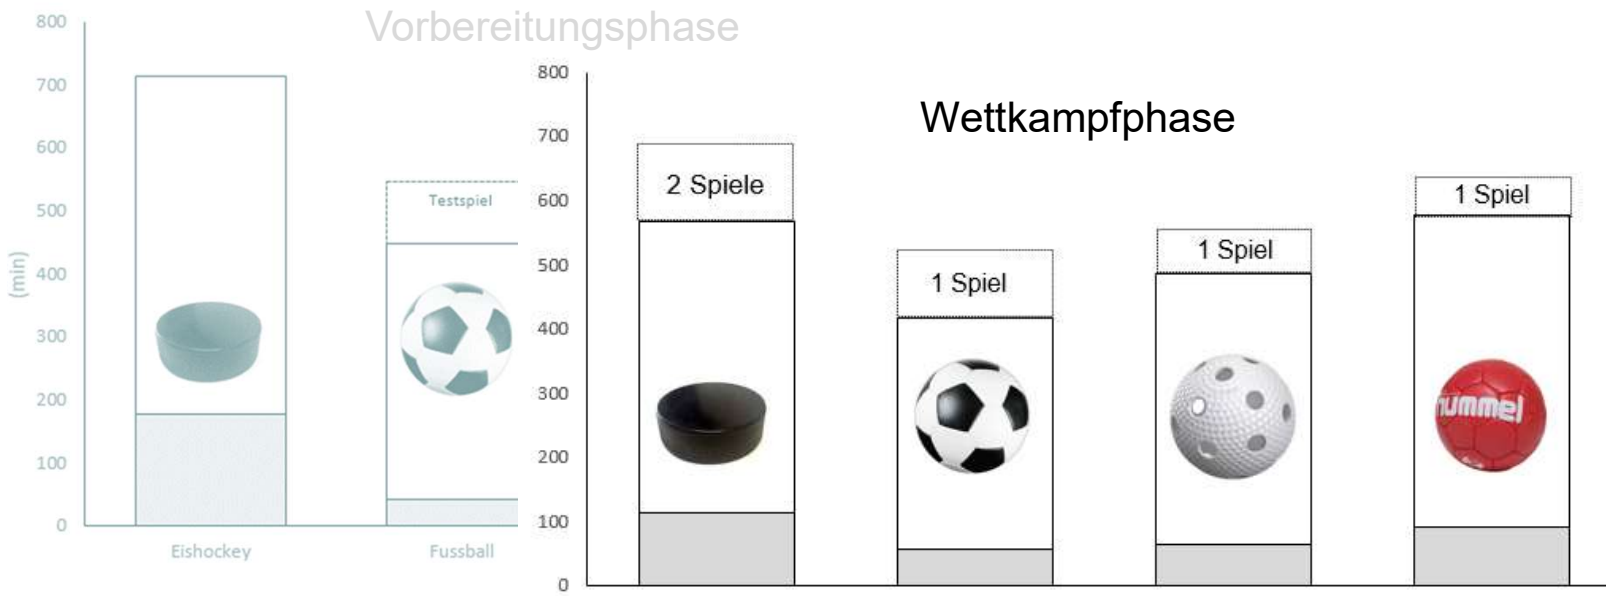 Vorbereitungsphase
800
700
600
500
400
300
200
100
0
(min)
Testspiel
Eishockey
Fussball
Wettkampfphase
800
700
600
500
400
300
200
100
0
2 Spiele
1 Spiel
1 Spiel
1 Spiel
hummel